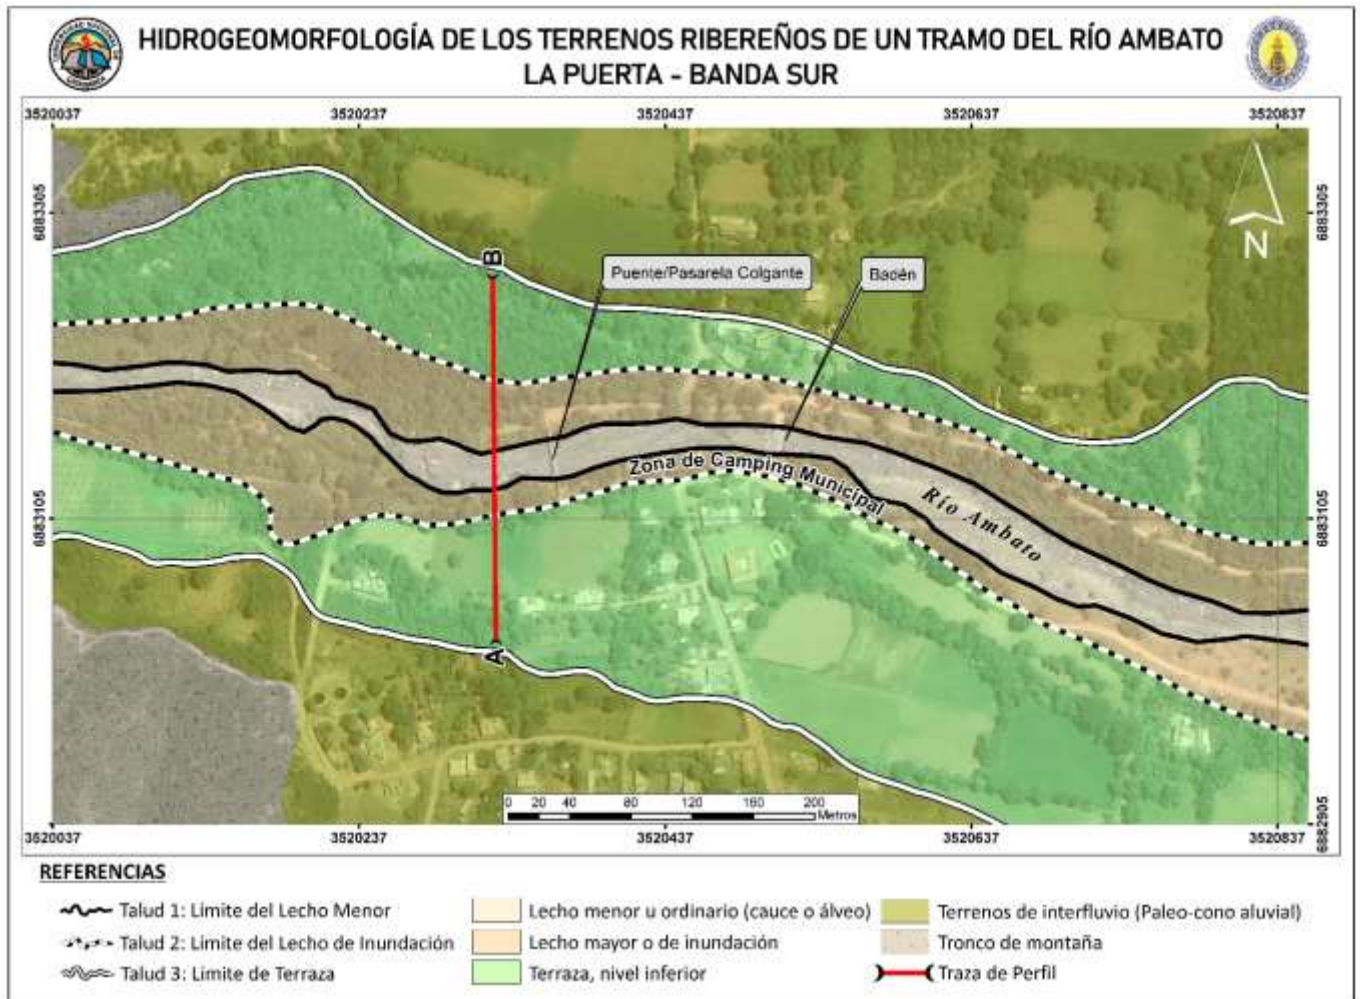 HIDROGEOMORFOLOGÍA DE LOS TERRENOS RIBEREÑOS DE UN TRAMO DEL RÍO AMBATO
LA PUERTA - BANDA SUR
3520037 3520237 3520437 3520637 3520837
6883305
6883305
N
B
Puente/Pasarela Colgante
Badén
Zona de Camping Municipal
Río Ambato
6883105
6883105
A
0 20 40 80 120 160 200
Metros
6882905
3520037 3520237 3520437 3520637 3520837
REFERENCIAS
Talud 1: Límite del Lecho Menor
Talud 2: Límite del Lecho de Inundación
Talud 3: Límite de Terraza
Lecho menor u ordinario (cauce o álveo)
Lecho mayor o de inundación
Terraza, nivel inferior
Terrenos de interfluvio (Paleo-cono aluvial)
Tronco de montaña
Traza de Perfil